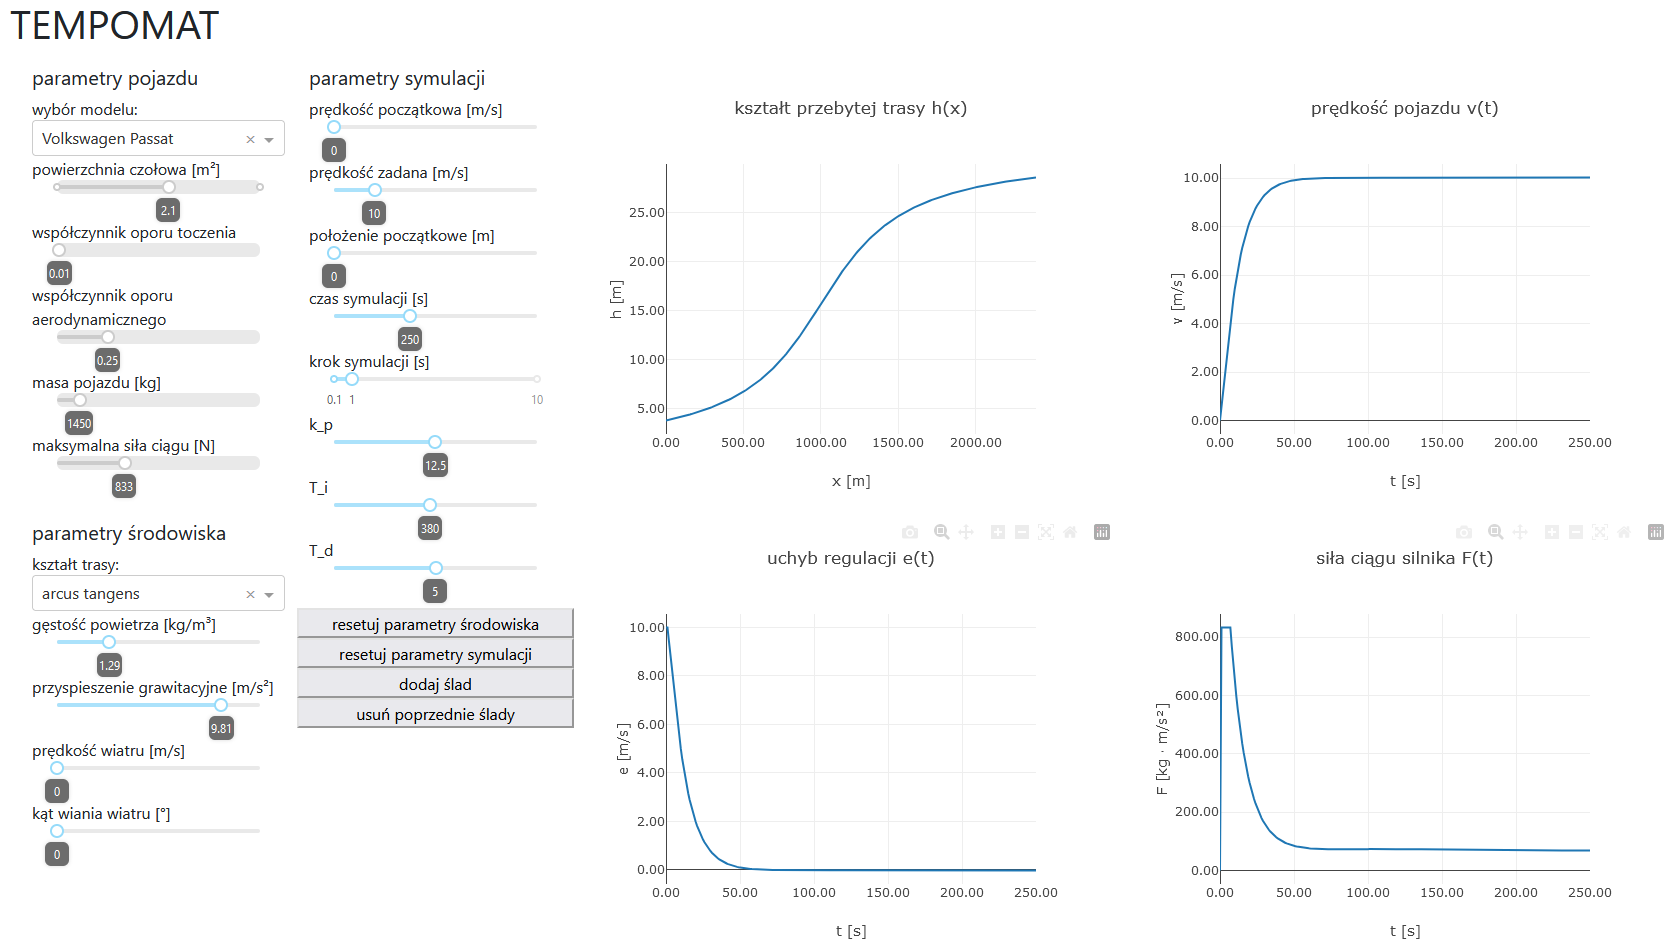 TEMPOMAT
parametry pojazdu
wybór modelu:
Volkswagen Passat
powierzchnia czołowa [m²]
2.1
współczynnik oporu toczenia
0.01
współczynnik oporu
aerodynamicznego
0.25
masa pojazdu [kg]
1450
maksymalna siła ciągu [N]
833
parametry środowiska
kształt trasy:
arcus tangens
gęstość powietrza [kg/m³]
1.29
przyspieszenie grawitacyjne [m/s²]
9.81
prędkość wiatru [m/s]
0
kąt wiania wiatru [°]
0
parametry symulacji
prędkość początkowa [m/s]
0
prędkość zadana [m/s]
10
położenie początkowe [m]
0
czas symulacji [s]
250
krok symulacji [s]
0.1 1 10
k_p
12.5
T_i
380
T_d
5
resetuj parametry środowiska
resetuj parametry symulacji
dodaj ślad
usuń poprzednie ślady
kształt przebytej trasy h(x)
h [m]
25.00
20.00
15.00
10.00
5.00
0.00 500.00 1000.00 1500.00 2000.00
x [m]
prędkość pojazdu v(t)
v [m/s]
10.00
8.00
6.00
4.00
2.00
0.00
0.00 50.00 100.00 150.00 200.00 250.00
t [s]
uchyb regulacji e(t)
e [m/s]
10.00
8.00
6.00
4.00
2.00
0.00
0.00 50.00 100.00 150.00 200.00 250.00
t [s]
siła ciągu silnika F(t)
F [kg · m/s²]
800.00
600.00
400.00
200.00
0.00
0.00 50.00 100.00 150.00 200.00 250.00
t [s]